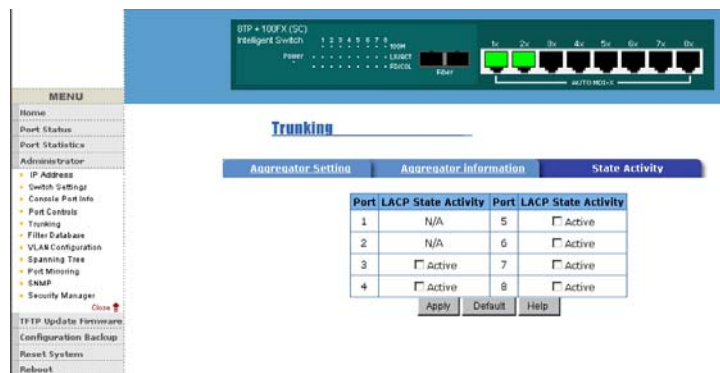 8TP + 100FX (SC)
Intelligent Switch
1 2 3 4 5 6 7 8
100M
Power
LK/ACT
FD/COL
Fiber
1x 2x 3x 4x 5x 6x 7x 8x
AUTO MDI-X
MENU
Home
Port Status
Port Statistics
Administrator
IP Address
Switch Settings
Console Port Info
Port Controls
Trunking
Filter Database
VLAN Configuration
Spanning Tree
Port Mirroring
SNMP
Security Manager
Close
TFTP Update Firmware
Configuration Backup
Reset System
Reboot
Trunking
Aggregator Setting Aggregator information State Activity
Port LACP State Activity Port LACP State Activity
1 N/A 5 Active
2 N/A 6 Active
3 Active 7 Active
4 Active 8 Active
Apply Default Help